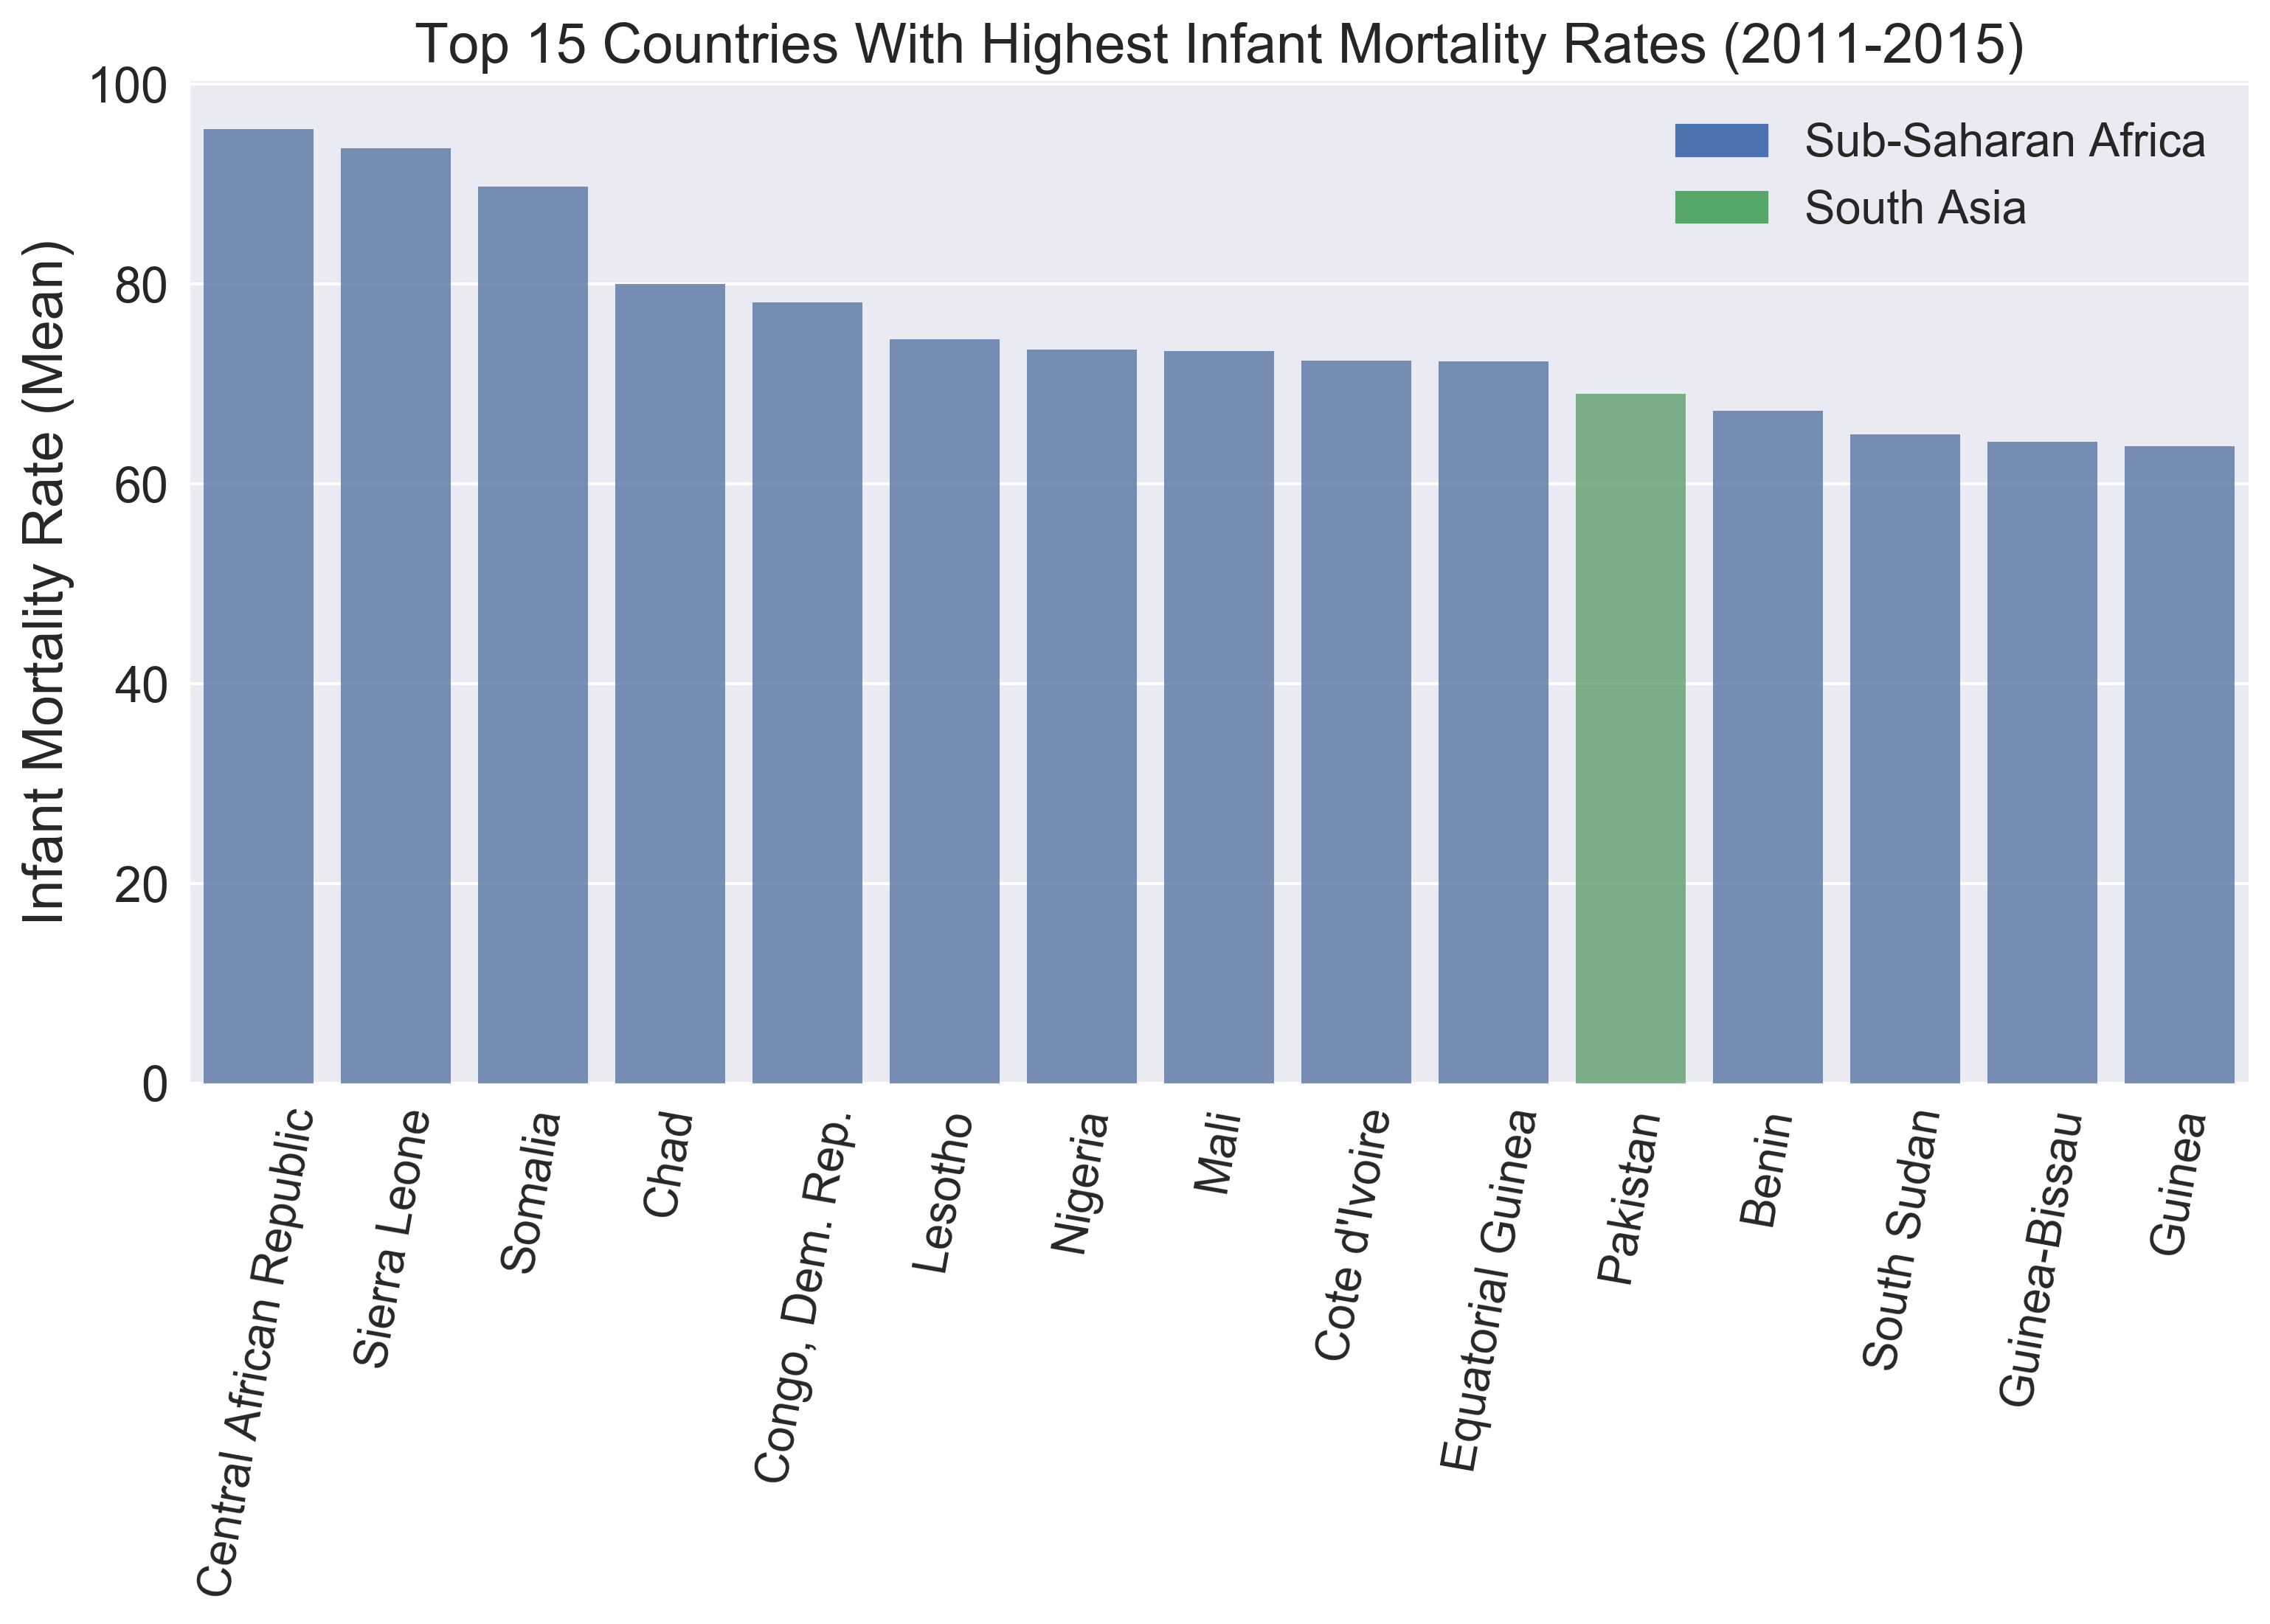 Top 15 Countries With Highest Infant Mortality Rates (2011-2015)
Infant Mortality Rate (Mean)
100
80
60
40
20
0
Sub-Saharan Africa
South Asia
Central African Republic
Sierra Leone
Somalia
Chad
Congo, Dem. Rep.
Lesotho
Nigeria
Mali
Cote d'Ivoire
Equatorial Guinea
Pakistan
Benin
South Sudan
Guinea-Bissau
Guinea